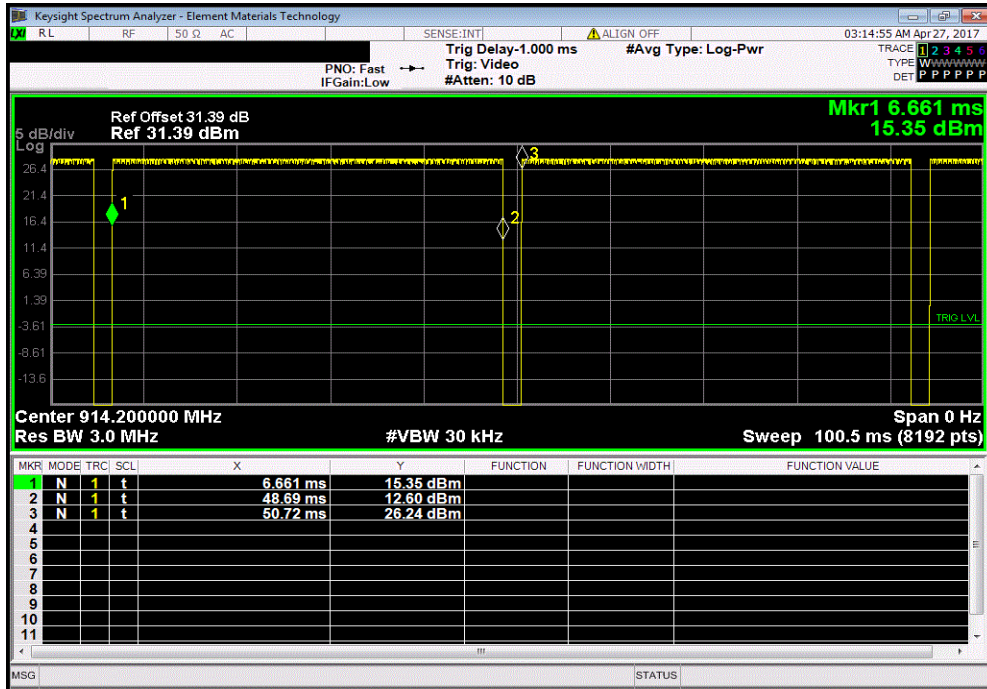 Keysight Spectrum Analyzer - Element Materials Technology
LXI RL RF 50 Ω AC SENSE:INT ALIGN OFF 03:14:55 AM Apr 27, 2017
Trig Delay-1.000 ms #Avg Type: Log-Pwr TRACE 1 2 3 4 5 6
PNO: Fast Trig: Video TYPE WWWWWW
IFGain:Low #Atten: 10 dB DET P P P P P P
Mkr1 6.661 ms
15.35 dBm
Ref Offset 31.39 dB
5 dB/div Ref 31.39 dBm
Log
26.4
21.4
16.4
11.4
6.39
1.39
-3.61
-8.61
-13.6
1
2
3
TRIG LVL
Center 914.200000 MHz Span 0 Hz
Res BW 3.0 MHz #VBW 30 kHz Sweep 100.5 ms (8192 pts)
MKR MODE TRC SCL X Y FUNCTION FUNCTION WIDTH FUNCTION VALUE
1 N 1 t 6.661 ms 15.35 dBm
2 N 1 t 48.69 ms 12.60 dBm
3 N 1 t 50.72 ms 26.24 dBm
4
5
6
7
8
9
10
11
MSG STATUS